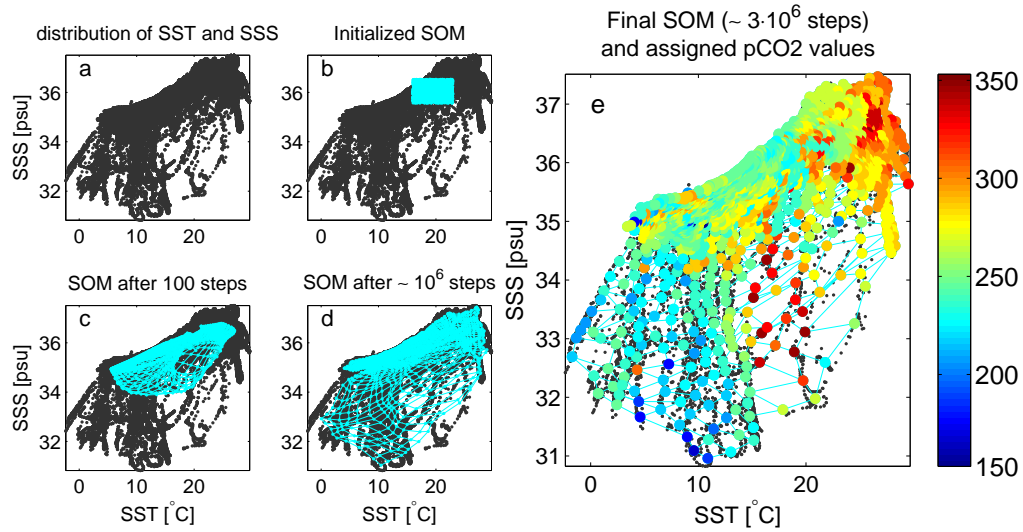 distribution of SST and SSS
a
SSS [psu]
36
34
32
0
10
20
Initialized SOM
b
36
34
32
0
10
20
SOM after 100 steps
c
SSS [psu]
36
34
32
0
10
20
SST [°C]
SOM after ~ 10⁶ steps
d
36
34
32
0
10
20
SST [°C]
Final SOM (~ 3·10⁶ steps)
and assigned pCO2 values
e
SSS [psu]
37
36
35
34
33
32
31
0
10
20
SST [°C]
350
300
250
200
150